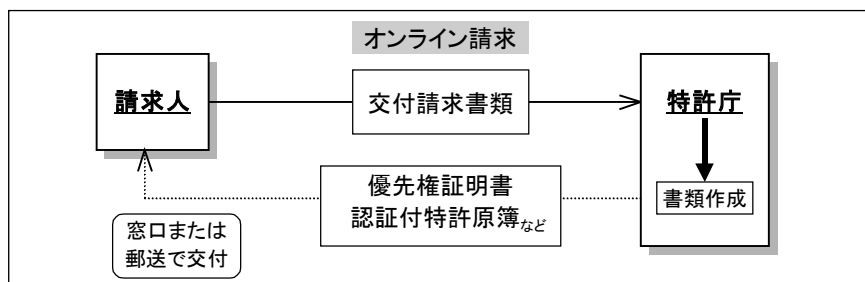 オンライン請求
請求人
交付請求書類
特許庁
優先権証明書
認証付特許原簿など
書類作成
窓口または
郵送で交付